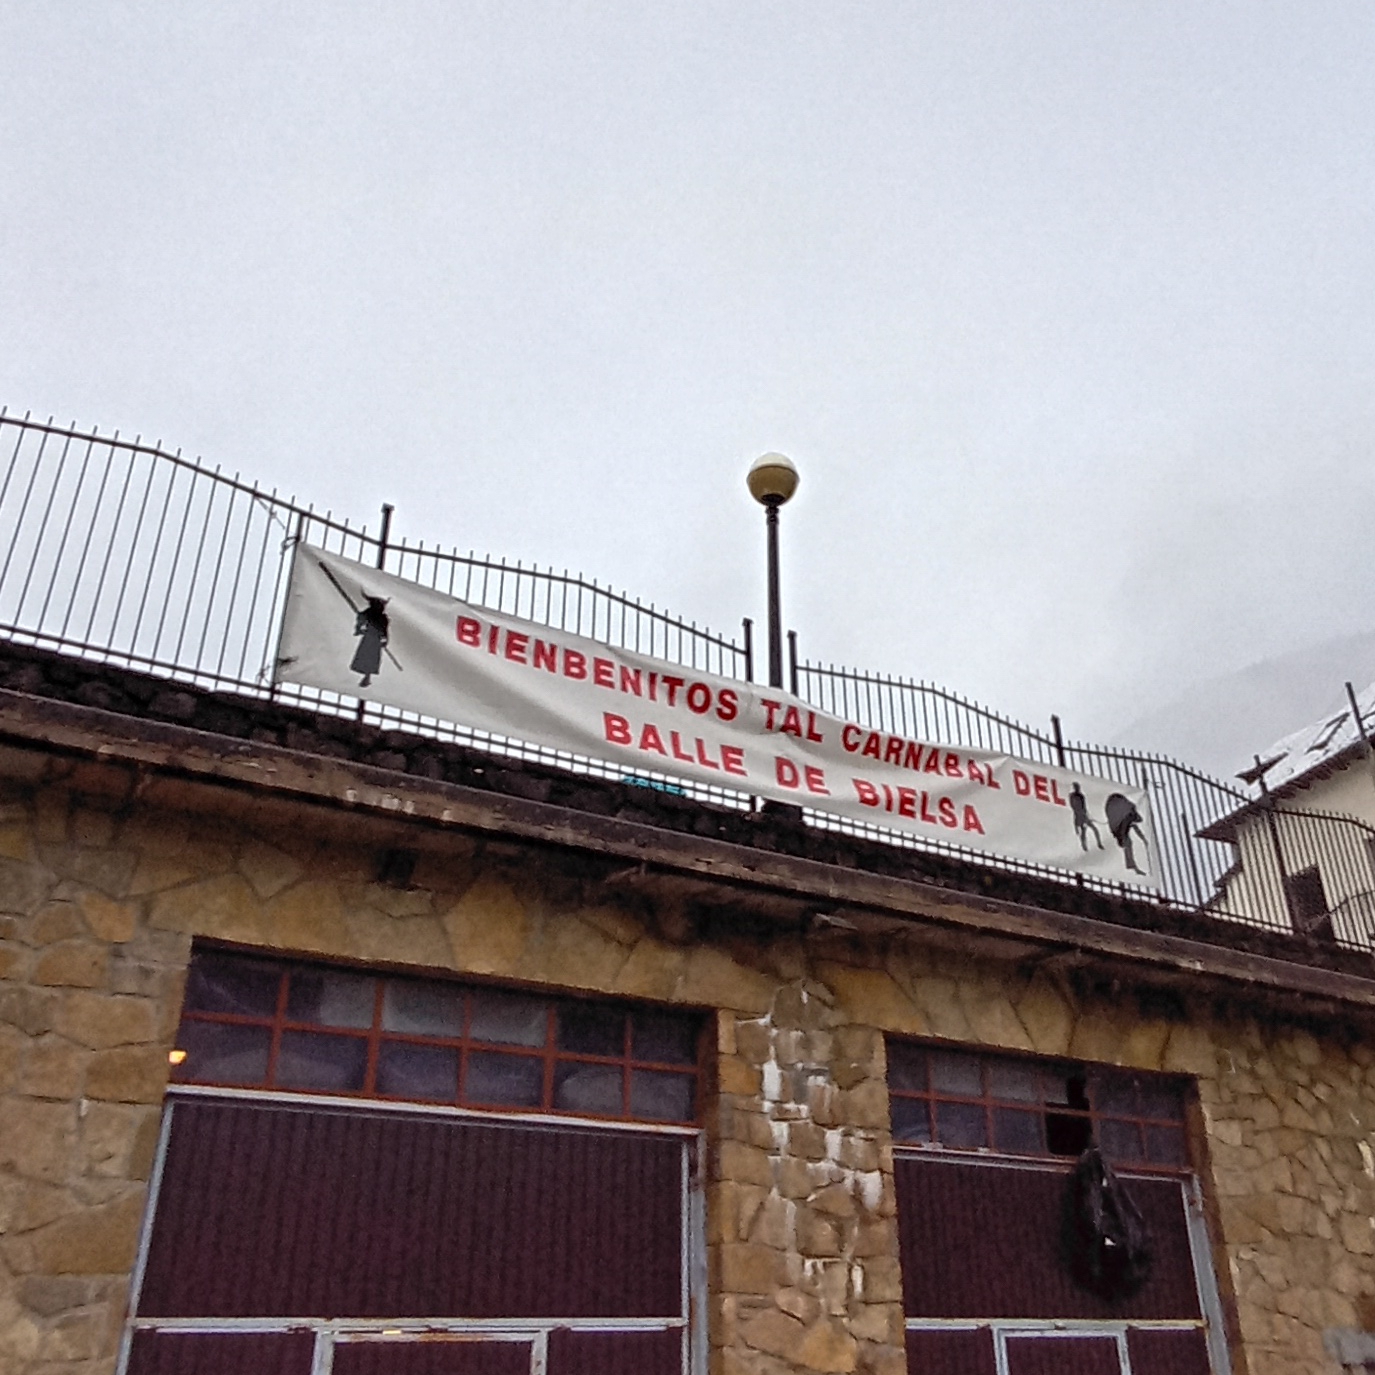 BIENBENITOS TAL CARNABAL DEL
BALLE DE BIELSA